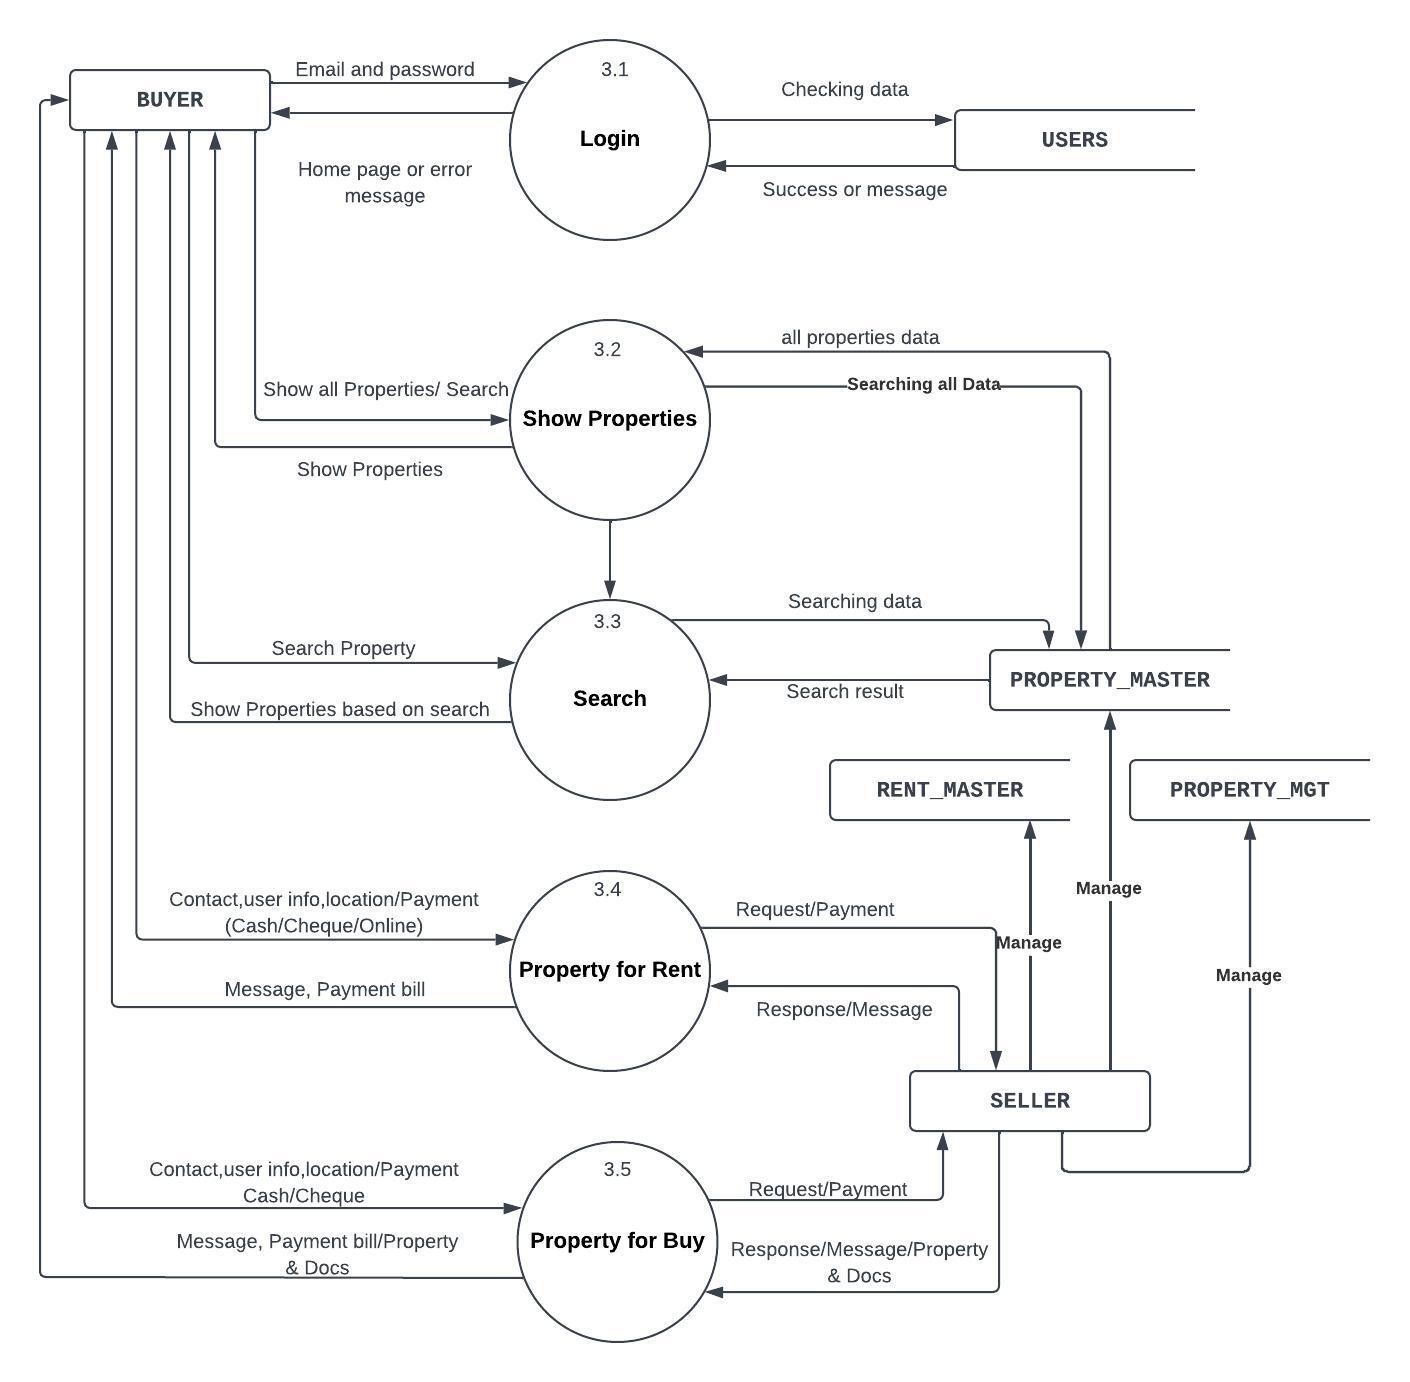 3.1
Email and password
BUYER
Checking data
Login
USERS
Home page or error
message
Success or message
all properties data
3.2
Searching all Data
Show all Properties/ Search
Show Properties
Show Properties
Searching data
3.3
Search Property
PROPERTY_MASTER
Search result
Search
Show Properties based on search
RENT_MASTER
PROPERTY_MGT
3.4
Manage
Contact,user info,location/Payment
(Cash/Cheque/Online)
Request/Payment
Manage
Property for Rent
Manage
Message, Payment bill
Response/Message
SELLER
3.5
Contact,user info,location/Payment
Cash/Cheque
Request/Payment
Property for Buy
Message, Payment bill/Property
& Docs
Response/Message/Property
& Docs